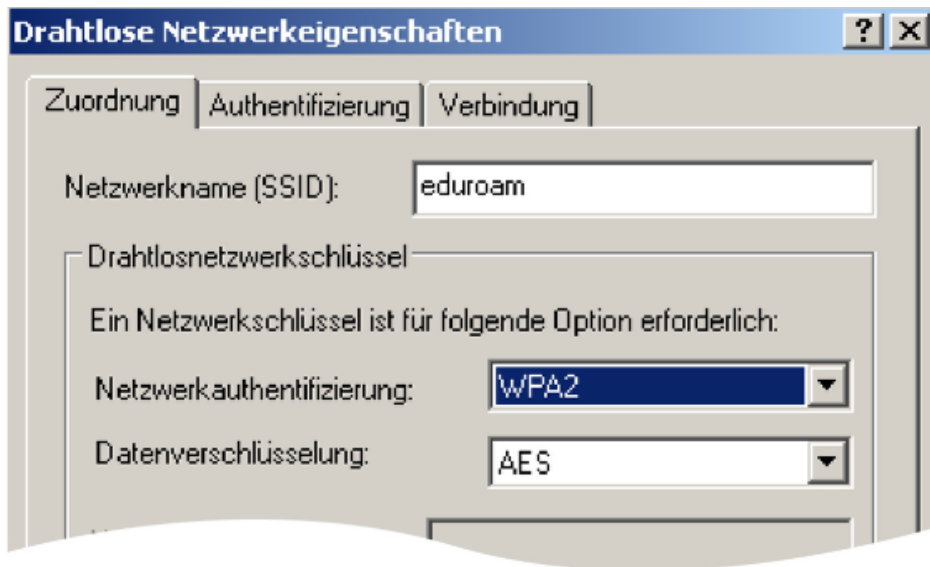 Drahtlose Netzwerkeigenschaften
Zuordnung Authentifizierung Verbindung
Netzwerkname (SSID): eduroam
Drahtlosnetzwerkschlüssel
Ein Netzwerkschlüssel ist für folgende Option erforderlich:
Netzwerkauthentifizierung: WPA2
Datenverschlüsselung: AES